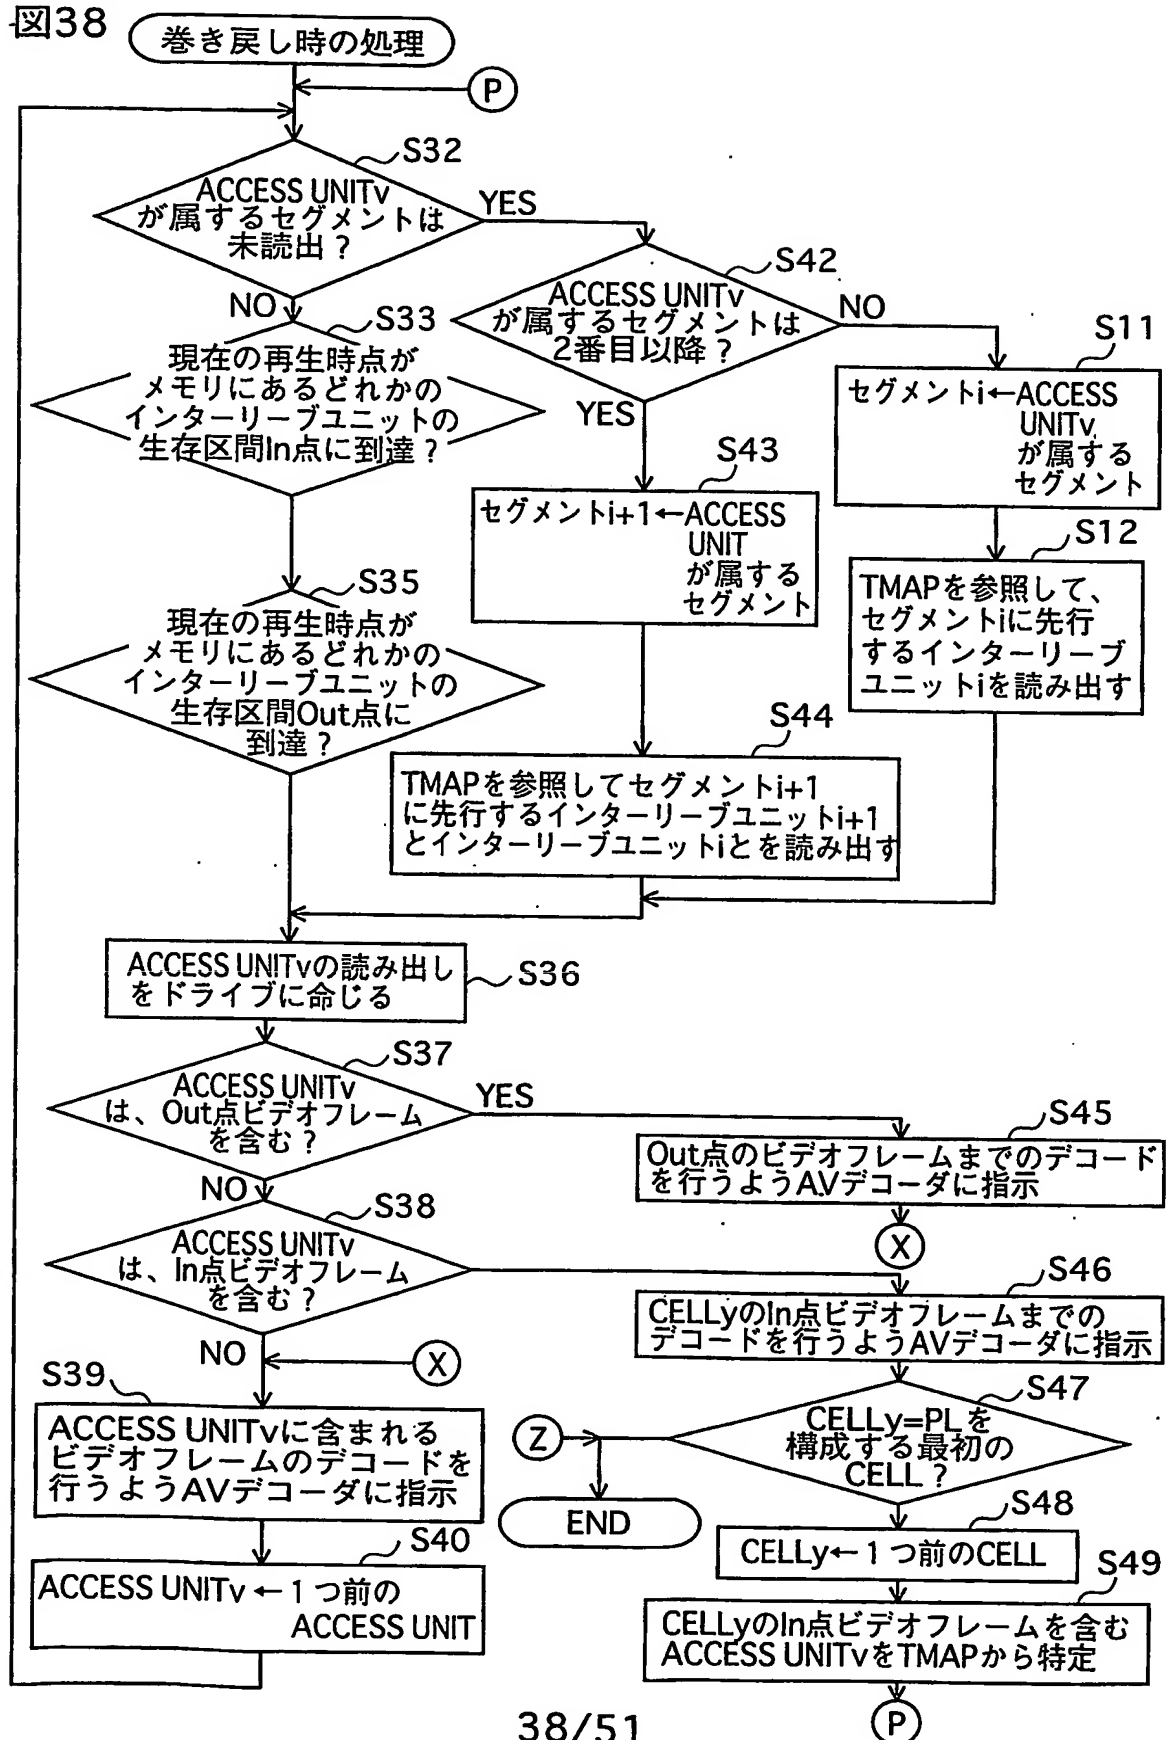 図38
巻き戻し時の処理
P
S32
ACCESS UNITv
が属するセグメントは
未読出？
YES
NO
S42
ACCESS UNITv
が属するセグメントは
2番目以降？
NO
YES
S33
現在の再生時点が
メモリにあるどれかの
インターリーブユニットの
生存区間In点に到達？
S11
セグメントi←ACCESS
UNITv
が属する
セグメント
S43
セグメントi+1←ACCESS
UNIT
が属する
セグメント
S12
TMAPを参照して、
セグメントiに先行
するインターリーブ
ユニットiを読み出す
S35
現在の再生時点が
メモリにあるどれかの
インターリーブユニットの
生存区間Out点に
到達？
S44
TMAPを参照してセグメントi+1
に先行するインターリーブユニットi+1
とインターリーブユニットiとを読み出す
ACCESS UNITvの読み出し
をドライブに命じる
S36
S37
ACCESS UNITv
は、Out点ビデオフレーム
を含む？
YES
NO
S45
Out点のビデオフレームまでのデコード
を行うようAVデコーダに指示
X
S38
ACCESS UNITv
は、In点ビデオフレーム
を含む？
NO
X
S46
CELLyのIn点ビデオフレームまでの
デコードを行うようAVデコーダに指示
S47
CELLy=PLを
構成する最初の
CELL？
Z
END
S39
ACCESS UNITvに含まれる
ビデオフレームのデコードを
行うようAVデコーダに指示
S48
CELLy←1つ前のCELL
S40
ACCESS UNITv←1つ前の
ACCESS UNIT
S49
CELLyのIn点ビデオフレームを含む
ACCESS UNITvをTMAPから特定
P
38/51